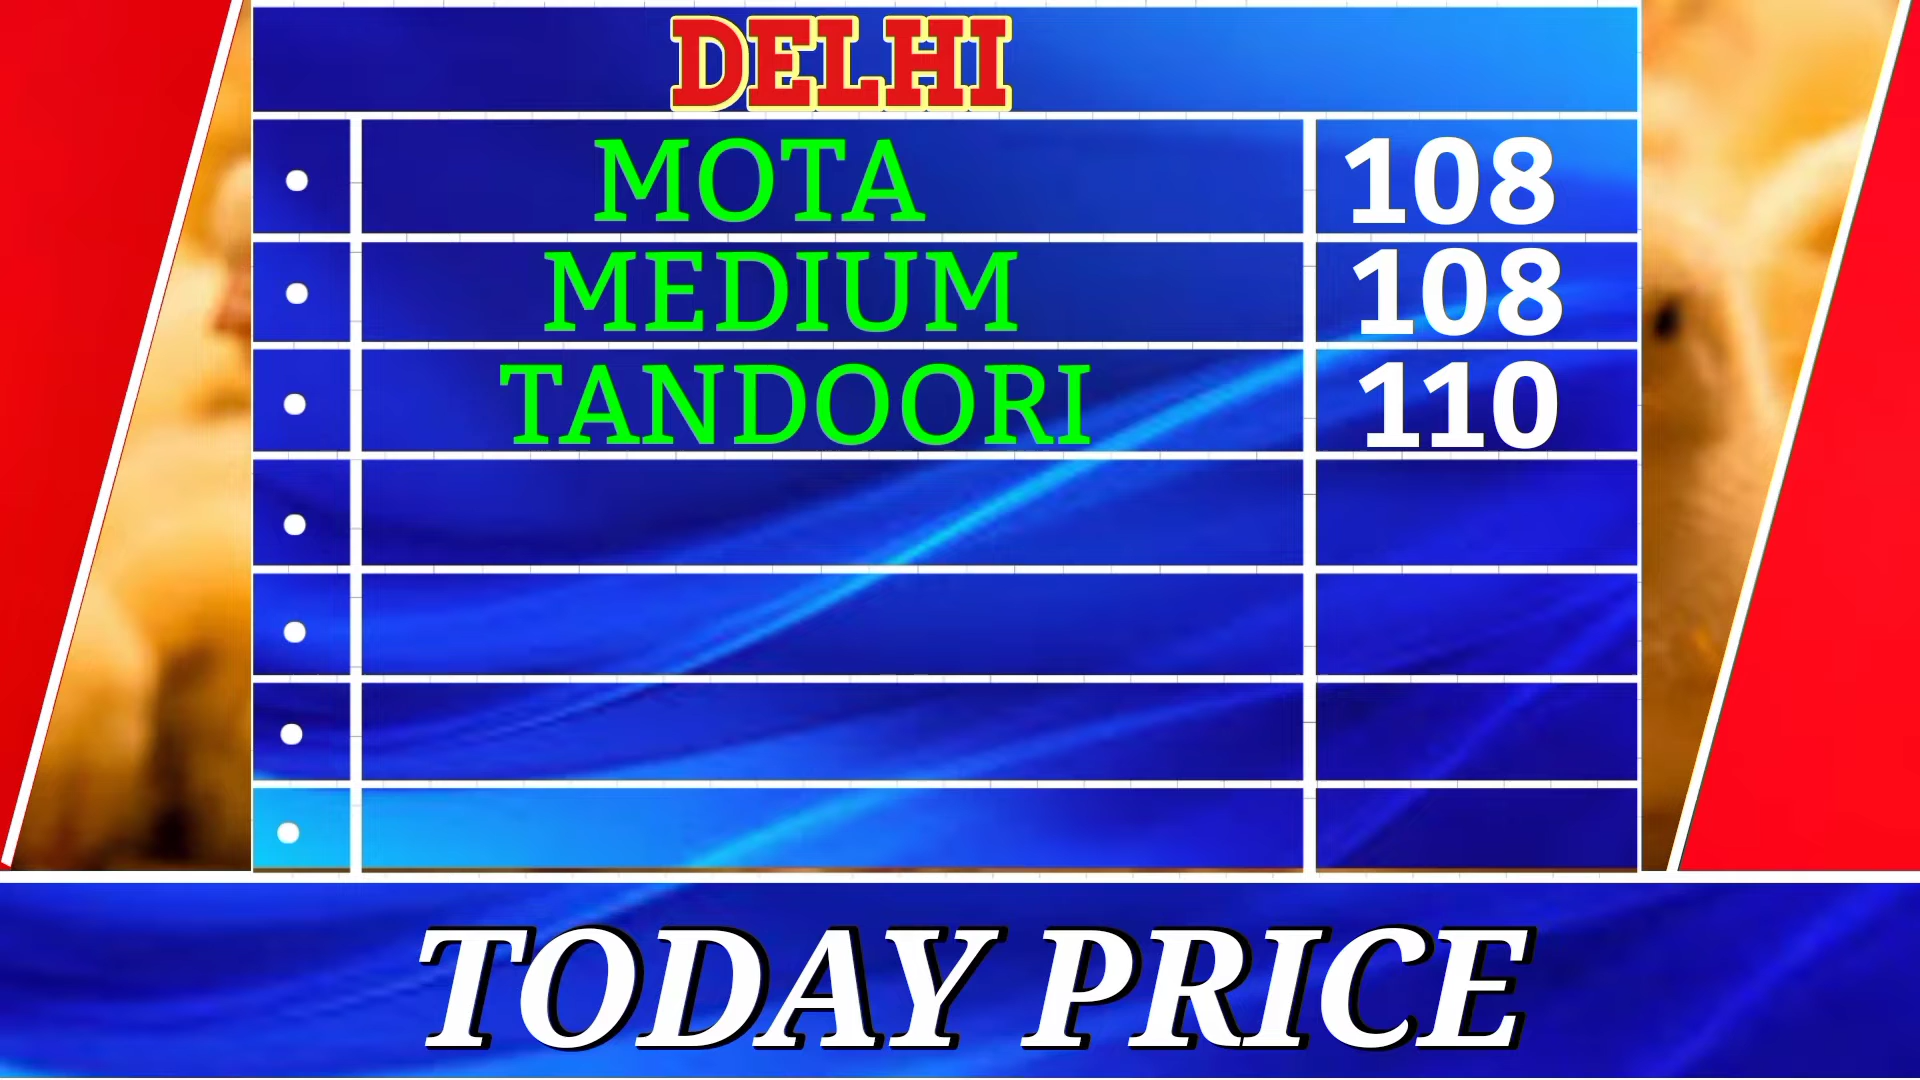 DELHI
MOTA 108
MEDIUM 108
TANDOORI 110
TODAY PRICE